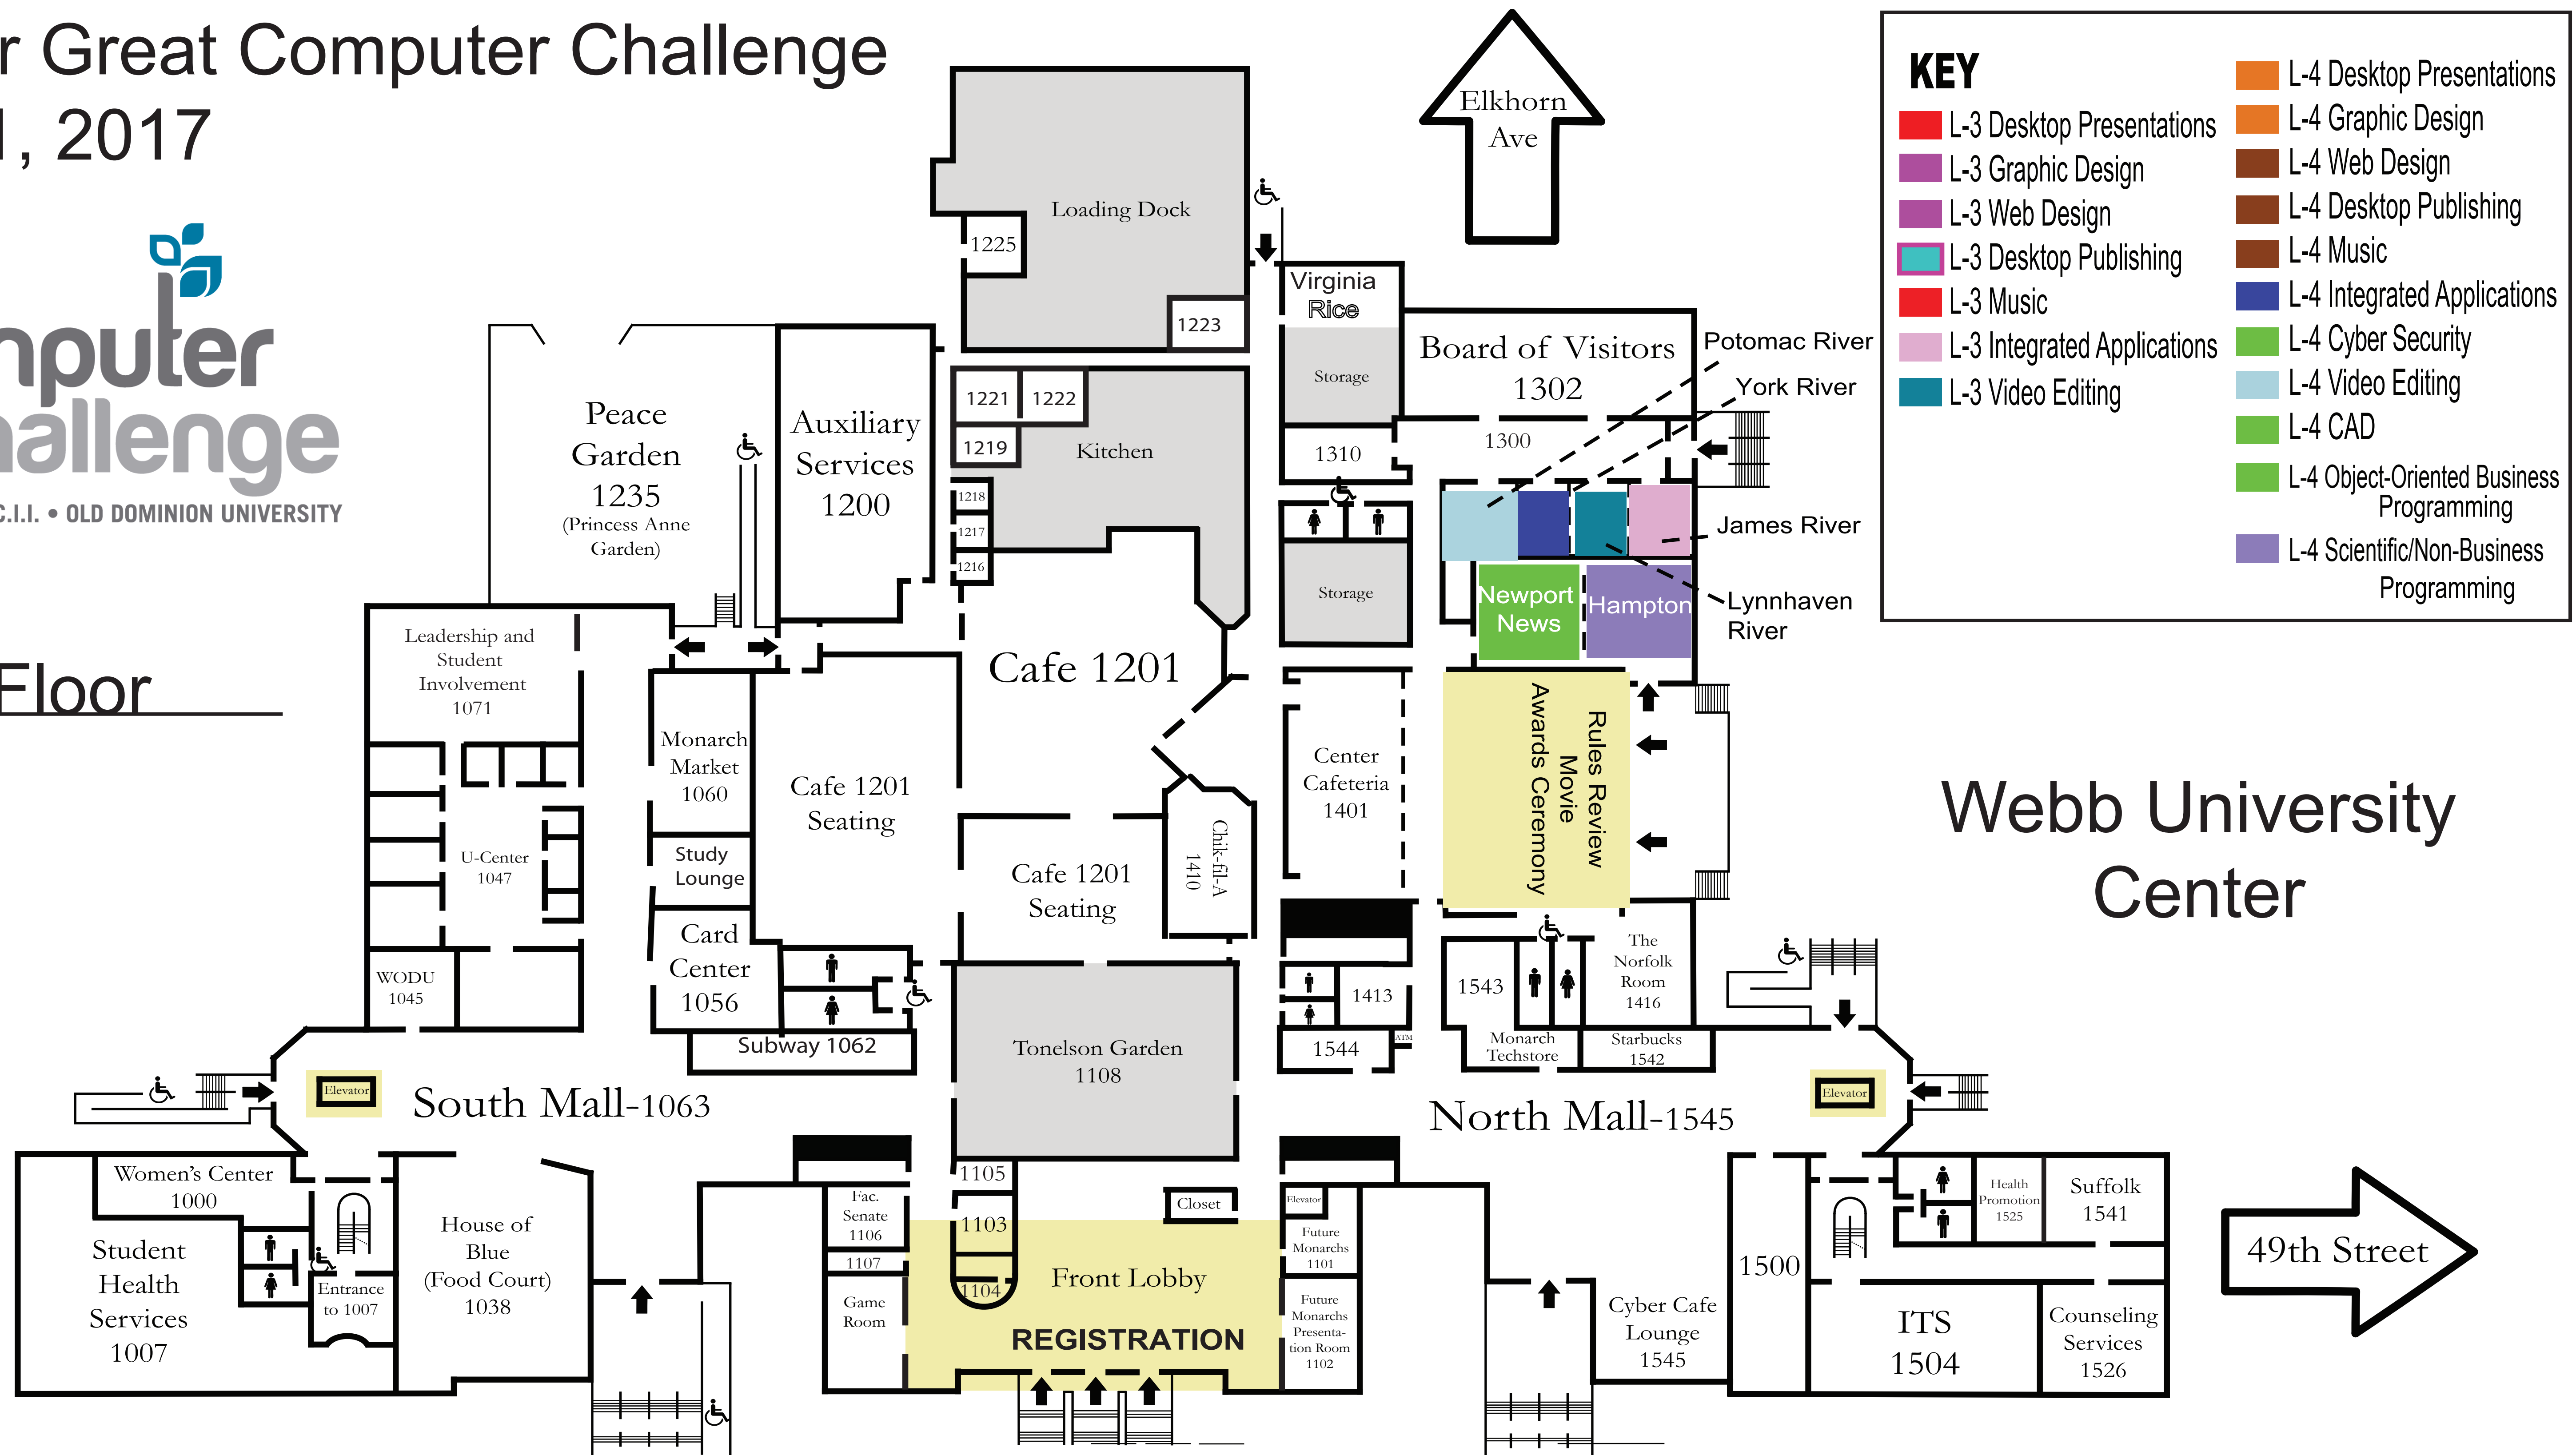 r Great Computer Challenge
1, 2017
nputer
hallenge
C.I.I. • OLD DOMINION UNIVERSITY
Floor
Elkhorn
Ave
KEY
L-3 Desktop Presentations
L-3 Graphic Design
L-3 Web Design
L-3 Desktop Publishing
L-3 Music
L-3 Integrated Applications
L-3 Video Editing
L-4 Desktop Presentations
L-4 Graphic Design
L-4 Web Design
L-4 Desktop Publishing
L-4 Music
L-4 Integrated Applications
L-4 Cyber Security
L-4 Video Editing
L-4 CAD
L-4 Object-Oriented Business
Programming
L-4 Scientific/Non-Business
Programming
Loading Dock
1225
1223
Virginia
Rice
Storage
Board of Visitors
1302
Potomac River
York River
1300
1310
James River
Lynnhaven
River
Newport
News
Hampton
Storage
Peace
Garden
1235
(Princess Anne
Garden)
Auxiliary
Services
1200
1221
1222
1219
Kitchen
1218
1217
1216
Cafe 1201
Leadership and
Student
Involvement
1071
Monarch
Market
1060
Cafe 1201
Seating
Study
Lounge
U-Center
1047
Cafe 1201
Seating
Chik-fil-A
1410
Center
Cafeteria
1401
Rules Review
Movie
Awards Ceremony
Webb University
Center
Card
Center
1056
WODU
1045
Subway 1062
Tonelson Garden
1108
1413
1544
ATM
1543
The
Norfolk
Room
1416
Monarch
Techstore
Starbucks
1542
Elevator
South Mall-1063
North Mall-1545
Elevator
Women's Center
1000
Student
Health
Services
1007
Entrance
to 1007
House of
Blue
(Food Court)
1038
Fac.
Senate
1106
1107
Game
Room
1105
1103
1104
Closet
Front Lobby
REGISTRATION
Elevator
Future
Monarchs
1101
Future
Monarchs
Presenta-
tion Room
1102
Cyber Cafe
Lounge
1545
1500
Health
Promotion
1525
Suffolk
1541
ITS
1504
Counseling
Services
1526
49th Street